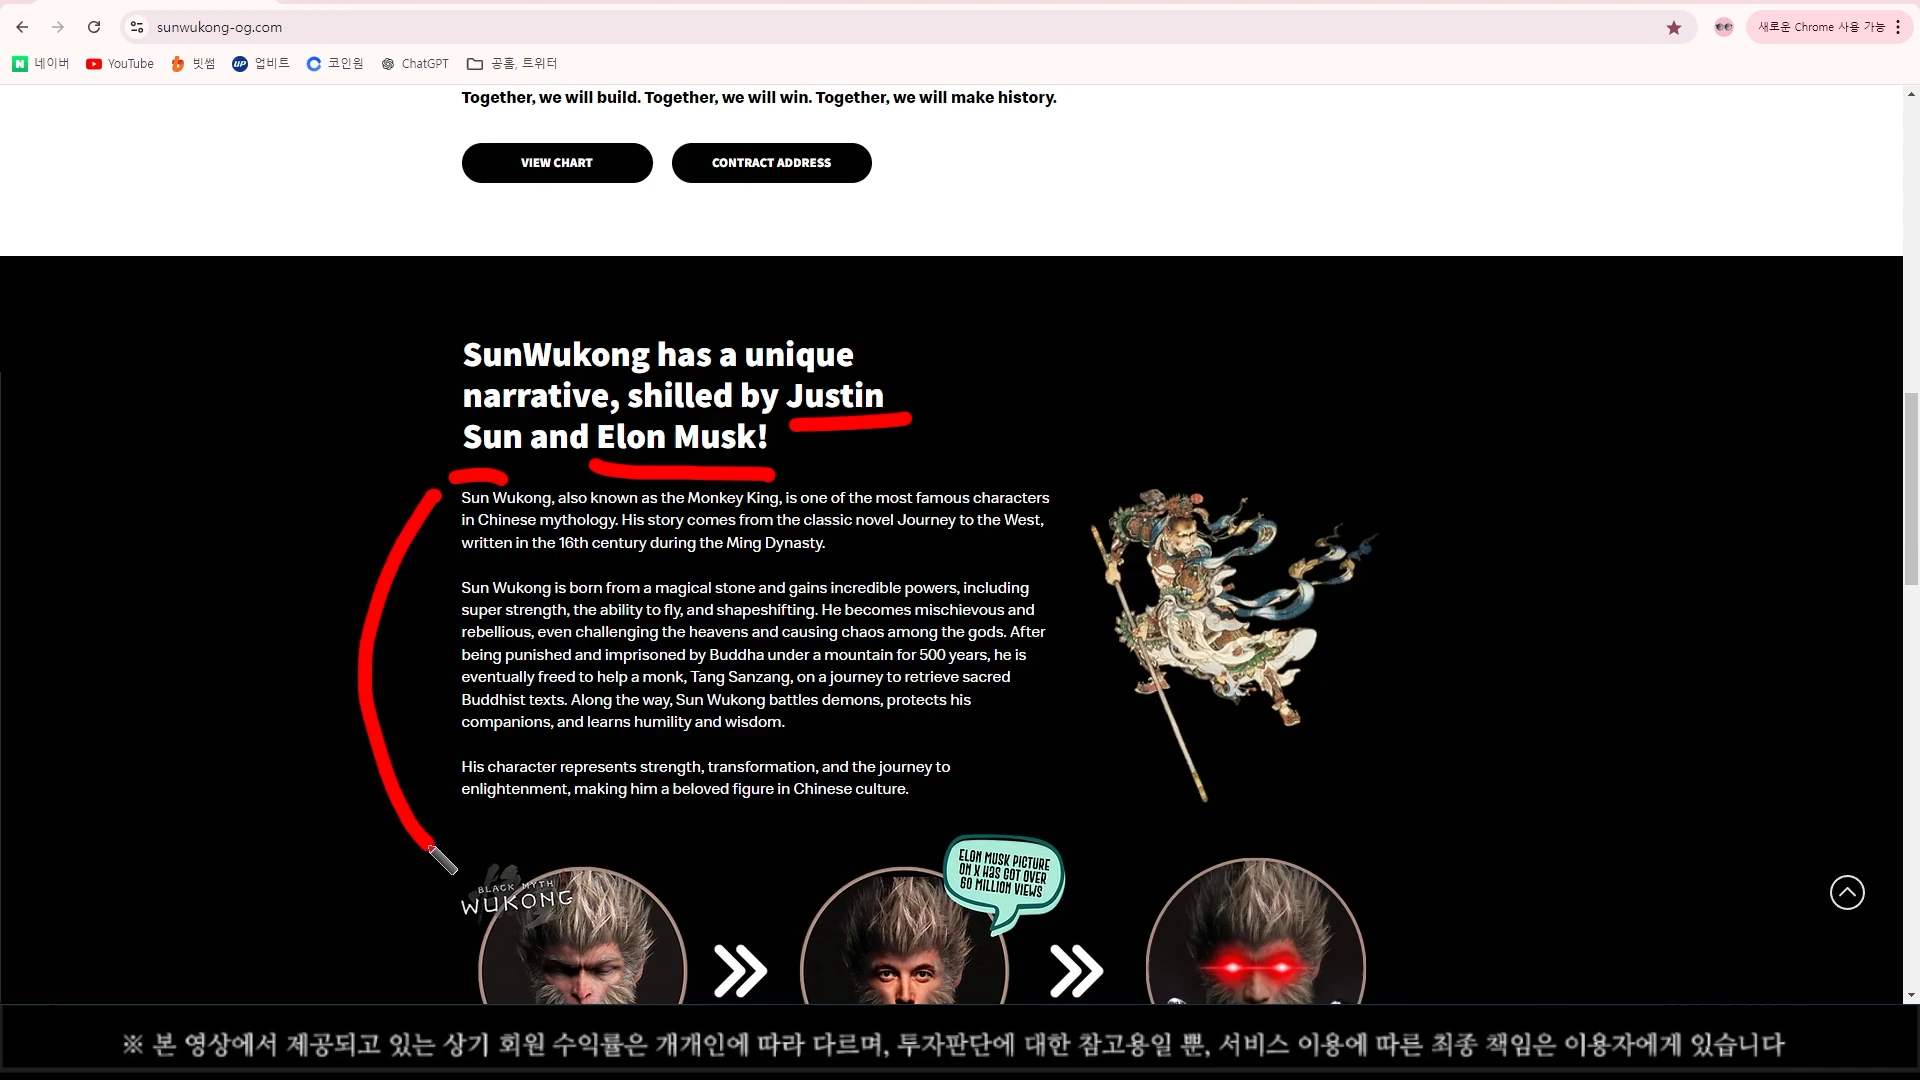 sunwukong-og.com
새로운 Chrome 사용 가능
네이버 YouTube 빗썸 업비트 코인원 ChatGPT 공홈, 트위터
Together, we will build. Together, we will win. Together, we will make history.
VIEW CHART CONTRACT ADDRESS
SunWukong has a unique
narrative, shilled by Justin
Sun and Elon Musk!
Sun Wukong, also known as the Monkey King, is one of the most famous characters
in Chinese mythology. His story comes from the classic novel Journey to the West,
written in the 16th century during the Ming Dynasty.
Sun Wukong is born from a magical stone and gains incredible powers, including
super strength, the ability to fly, and shapeshifting. He becomes mischievous and
rebellious, even challenging the heavens and causing chaos among the gods. After
being punished and imprisoned by Buddha under a mountain for 500 years, he is
eventually freed to help a monk, Tang Sanzang, on a journey to retrieve sacred
Buddhist texts. Along the way, Sun Wukong battles demons, protects his
companions, and learns humility and wisdom.
His character represents strength, transformation, and the journey to
enlightenment, making him a beloved figure in Chinese culture.
BLACK MYTH
WUKONG
ELON MUSK PICTURE
ON X HAS GOT OVER
60 MILLION VIEWS
※ 본 영상에서 제공되고 있는 상기 회원 수익률은 개개인에 따라 다르며, 투자판단에 대한 참고용일 뿐, 서비스 이용에 따른 최종 책임은 이용자에게 있습니다